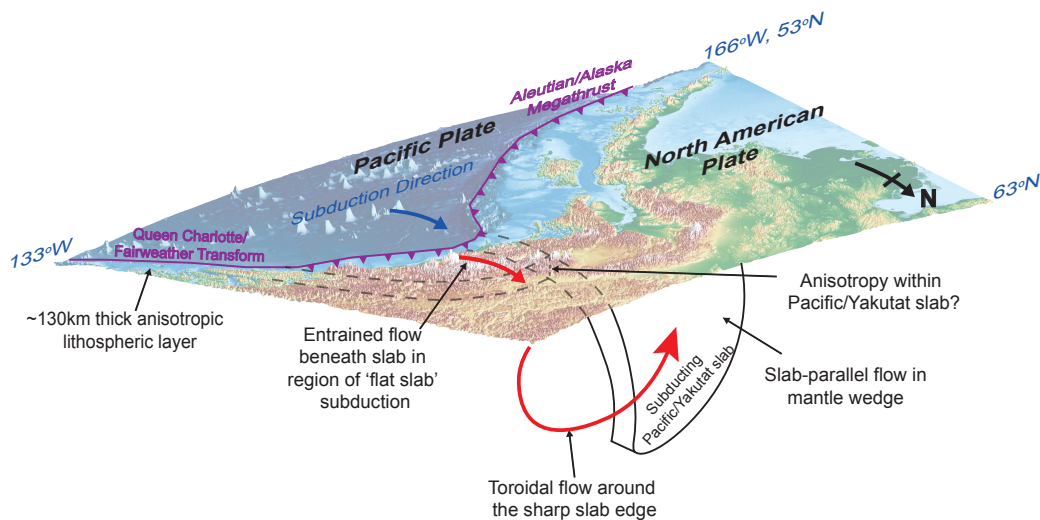 166°W, 53°N
Aleutian/Alaska
Megathrust
Pacific Plate
North American
Plate
Subduction Direction
N
63°N
133°W
Queen Charlotte/
Fairweather Transform
~130km thick anisotropic
lithospheric layer
Entrained flow
beneath slab in
region of ‘flat slab’
subduction
Anisotropy within
Pacific/Yakutat slab?
Subducting
Pacific/Yakutat slab
Slab-parallel flow in
mantle wedge
Toroidal flow around
the sharp slab edge